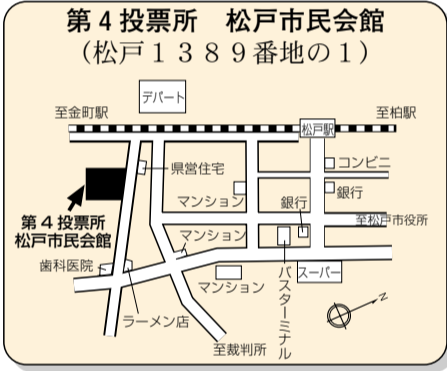 第4投票所　松戸市民会館
（松戸１３８９番地の１）
デパート
至金町駅
松戸駅
至柏駅
県営住宅
コンビニ
マンション
銀行
銀行
第4投票所
松戸市民会館
至松戸市役所
マンション
歯科医院
マンション
バスターミナル
スーパー
ラーメン店
至裁判所
N